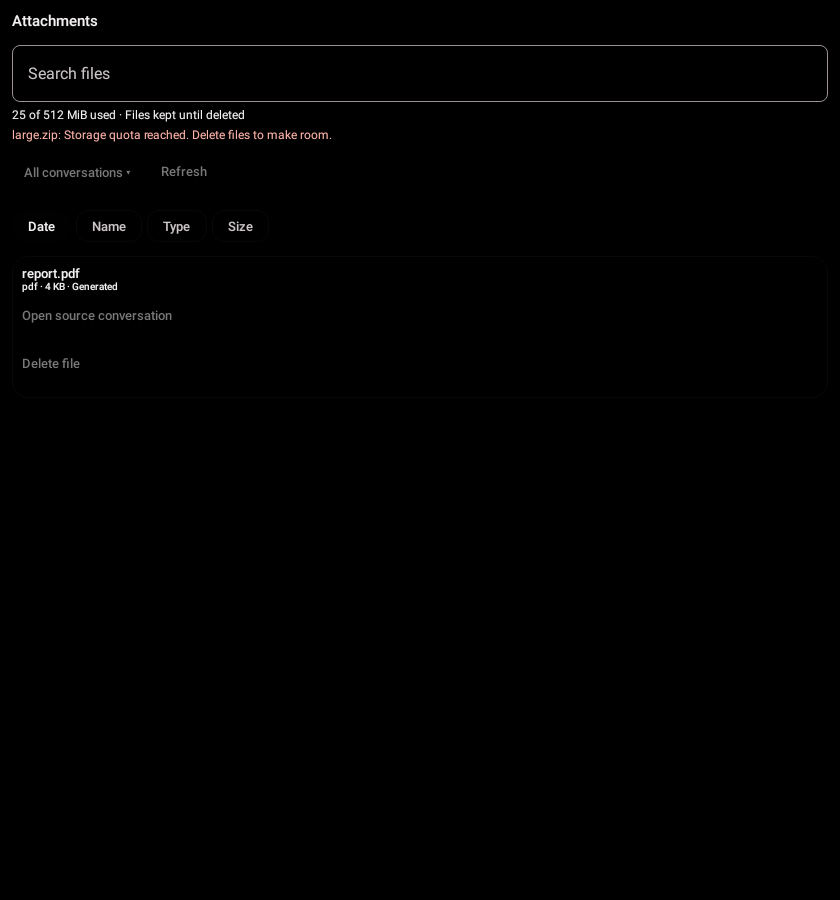 Attachments
Search files
25 of 512 MiB used · Files kept until deleted
large.zip: Storage quota reached. Delete files to make room.
All conversations ▾ Refresh
Date Name Type Size
report.pdf
pdf · 4 KB · Generated
Open source conversation
Delete file